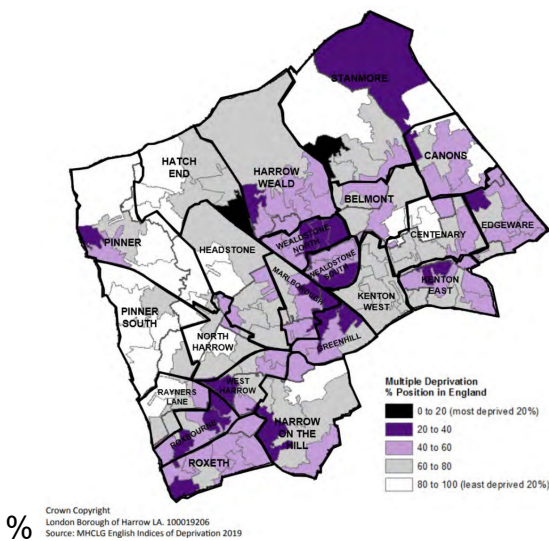 STANMORE
HATCH
END
HARROW
WEALD
CANONS
BELMONT
PINNER
HEADSTONE
WEALDSTONE
NORTH
CENTENARY
EDGEWARE
WEALDSTONE
SOUTH
MARLBOROUGH
KENTON
EAST
KENTON
WEST
PINNER
SOUTH
NORTH
HARROW
GREENHILL
RAYNERS
LANE
WEST
HARROW
ROXBOURNE
HARROW
ON THE
HILL
ROXETH
Multiple Deprivation
% Position in England
0 to 20 (most deprived 20%)
20 to 40
40 to 60
60 to 80
80 to 100 (least deprived 20%)
%
Crown Copyright
London Borough of Harrow LA. 100019206
Source: MHCLG English Indices of Deprivation 2019